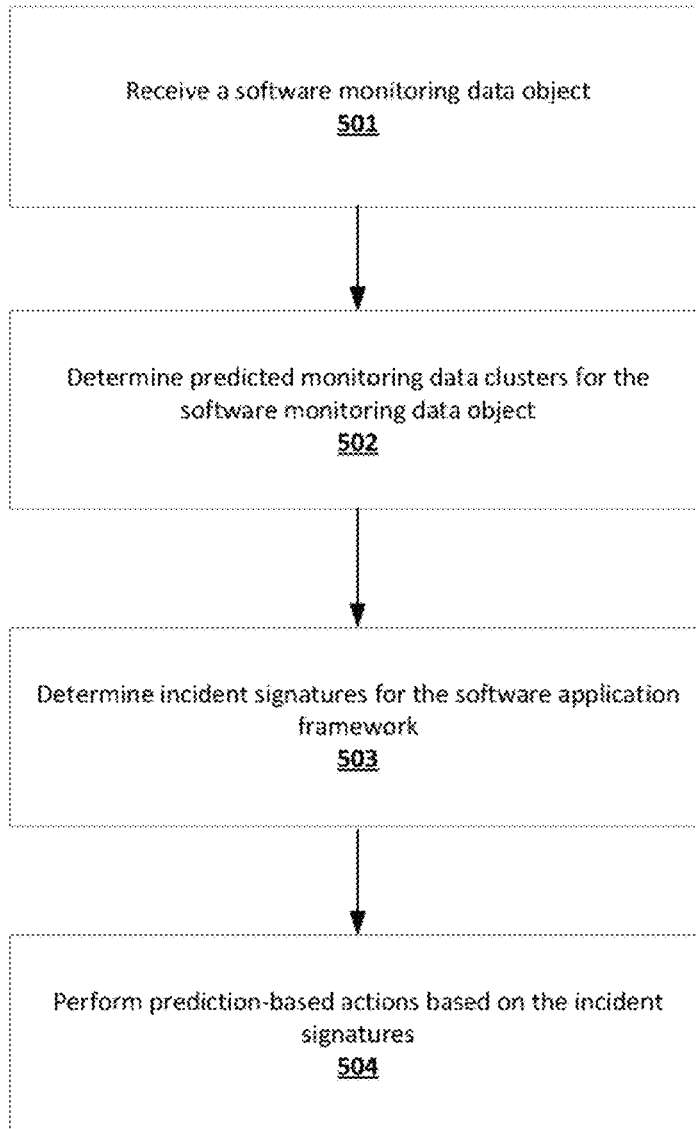 Receive a software monitoring data object
501
Determine predicted monitoring data clusters for the
software monitoring data object
502
Determine incident signatures for the software application
framework
503
Perform prediction-based actions based on the incident
signatures
504